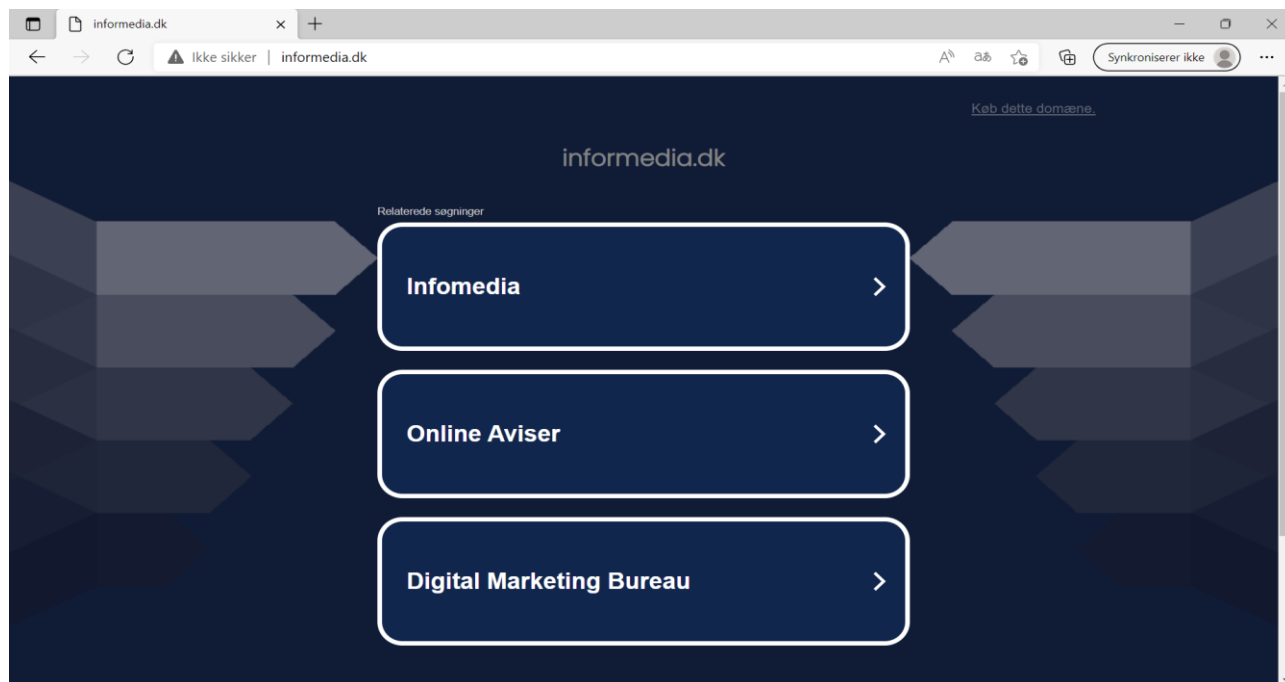 informedia.dk
Ikke sikker | informedia.dk
Synkroniserer ikke
Køb dette domæne.
informedia.dk
Relaterede søgninger
Infomedia
Online Aviser
Digital Marketing Bureau